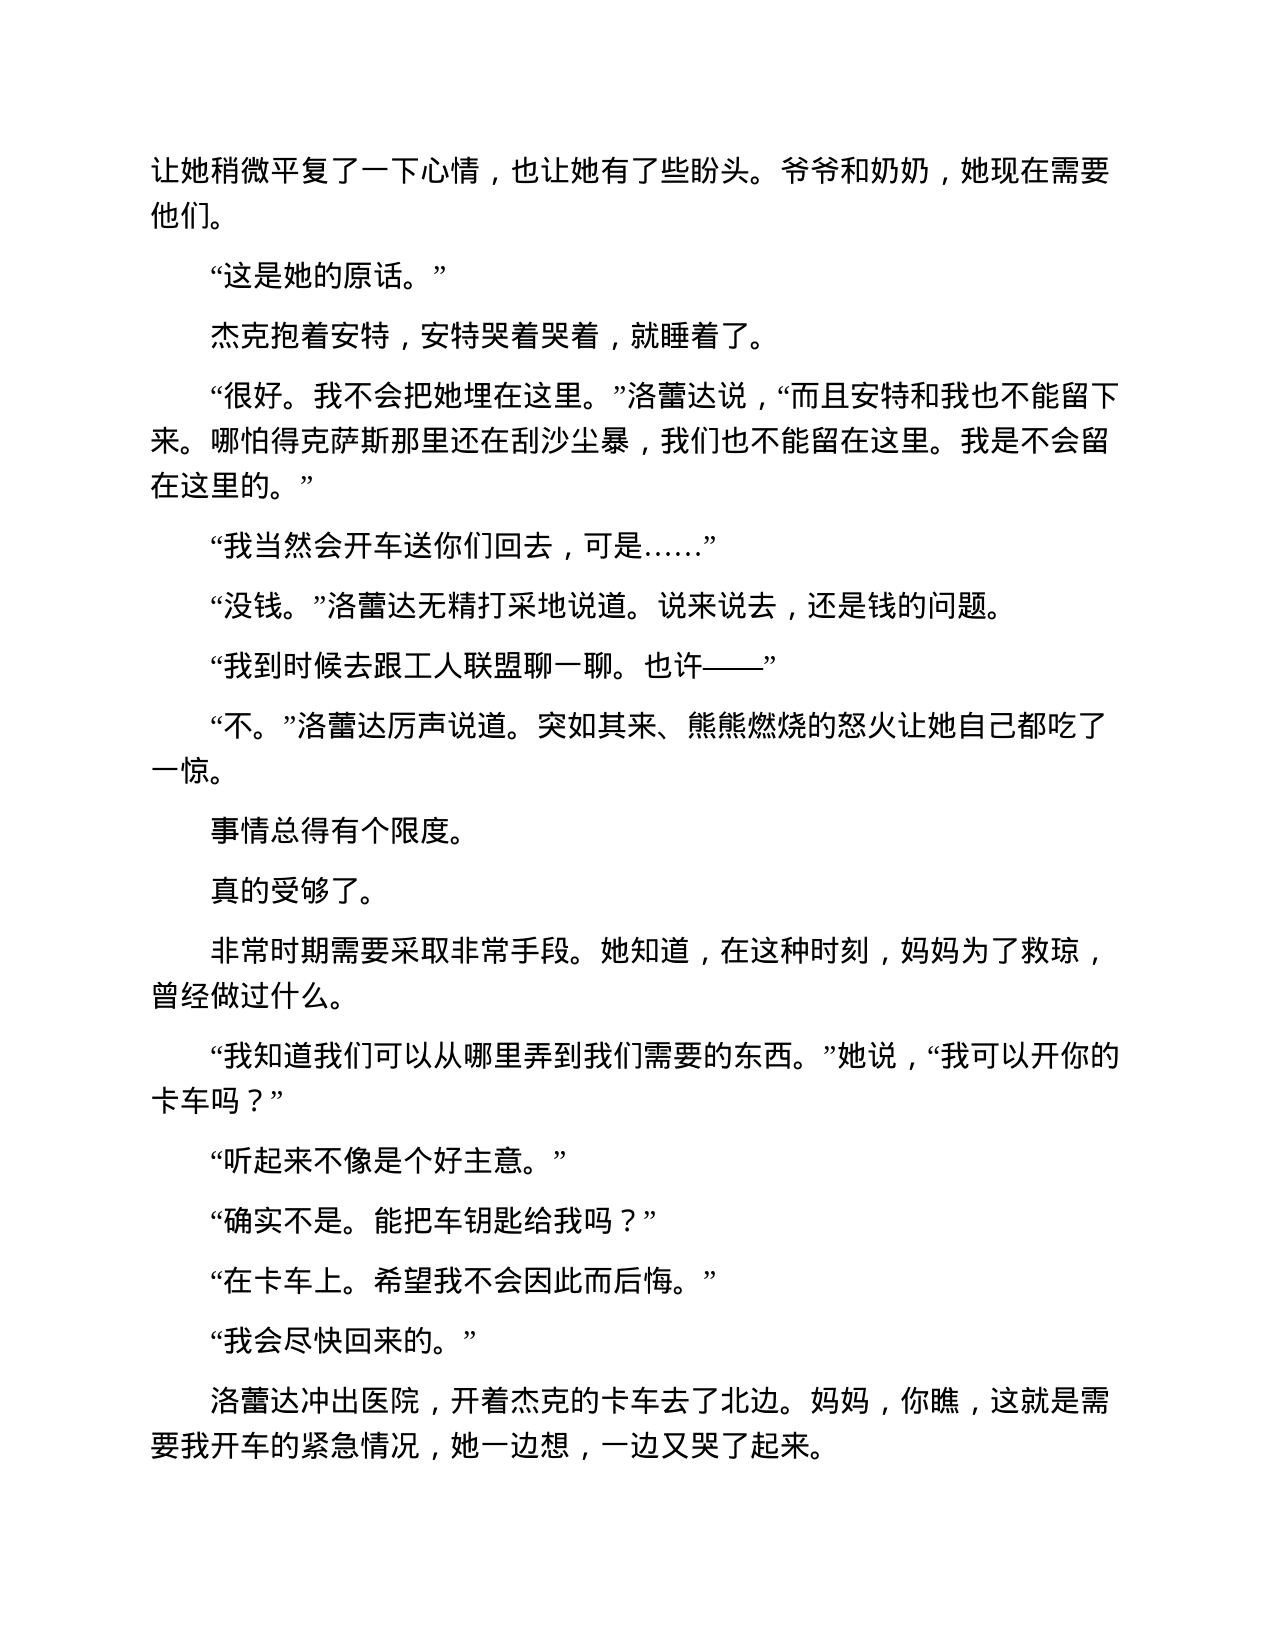 让她稍微平复了一下心情，也让她有了些盼头。爷爷和奶奶，她现在需要
他们。
“这是她的原话。”
杰克抱着安特，安特哭着哭着，就睡着了。
“很好。我不会把她埋在这里。”洛蕾达说，“而且安特和我也不能留下
来。哪怕得克萨斯那里还在刮沙尘暴，我们也不能留在这里。我是不会留
在这里的。”
“我当然会开车送你们回去，可是……”
“没钱。”洛蕾达无精打采地说道。说来说去，还是钱的问题。
“我到时候去跟工人联盟聊一聊。也许——”
“不。”洛蕾达厉声说道。突如其来、熊熊燃烧的怒火让她自己都吃了
一惊。
事情总得有个限度。
真的受够了。
非常时期需要采取非常手段。她知道，在这种时刻，妈妈为了救琼，
曾经做过什么。
“我知道我们可以从哪里弄到我们需要的东西。”她说，“我可以开你的
卡车吗？”
“听起来不像是个好主意。”
“确实不是。能把车钥匙给我吗？”
“在卡车上。希望我不会因此而后悔。”
“我会尽快回来的。”
洛蕾达冲出医院，开着杰克的卡车去了北边。妈妈，你瞧，这就是需
要我开车的紧急情况，她一边想，一边又哭了起来。